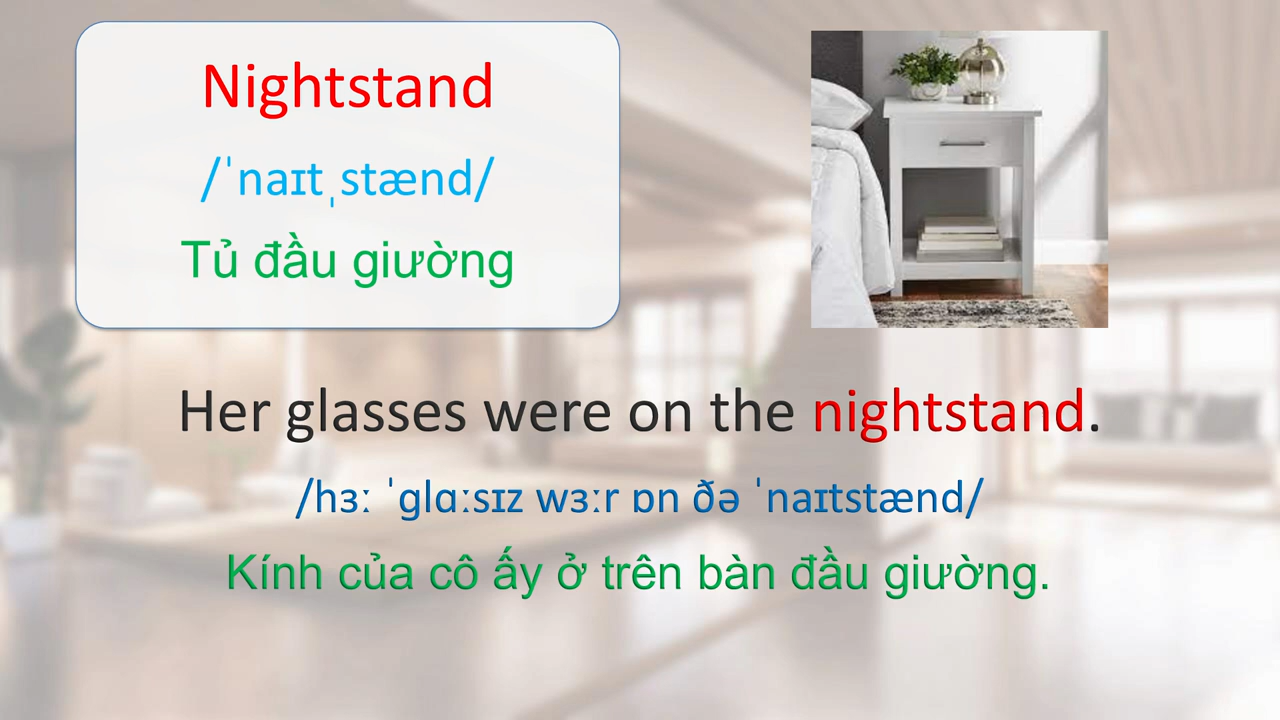 Nightstand
/ˈnaɪtˌstænd/
Tủ đầu giường
Her glasses were on the nightstand.
/hɜː ˈɡlɑːsɪz wɜːr ɒn ðə ˈnaɪtstænd/
Kính của cô ấy ở trên bàn đầu giường.